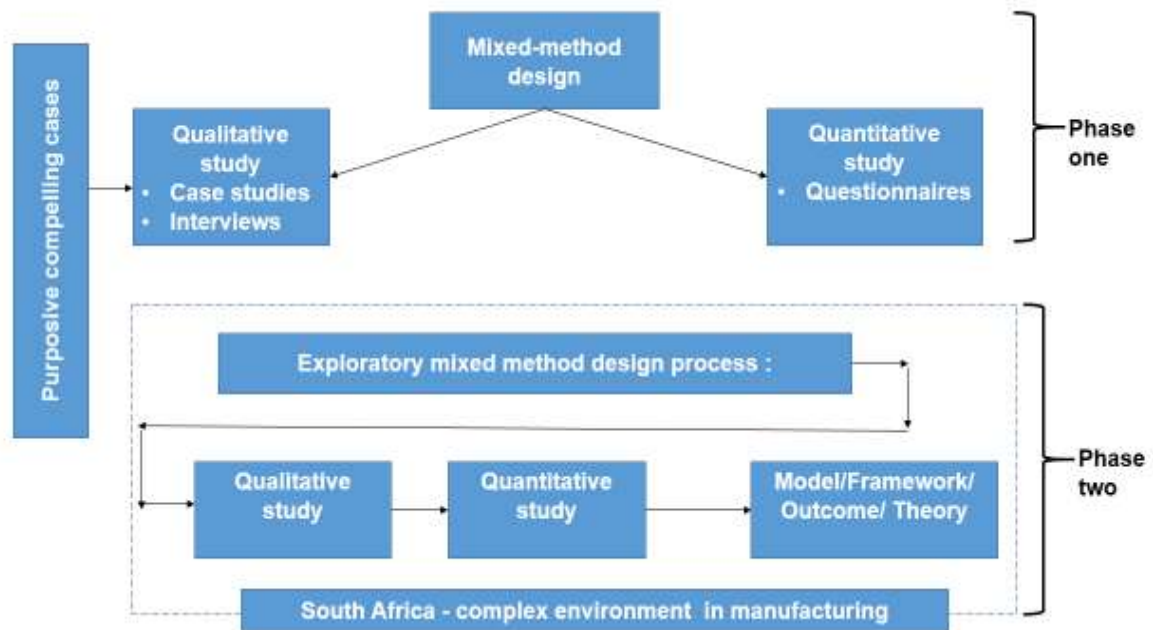 Purposive compelling cases
Mixed-method
design
Qualitative
study
• Case studies
• Interviews
Quantitative
study
• Questionnaires
Phase
one
Exploratory mixed method design process :
Qualitative
study
Quantitative
study
Model/Framework/
Outcome/ Theory
Phase
two
South Africa - complex environment in manufacturing